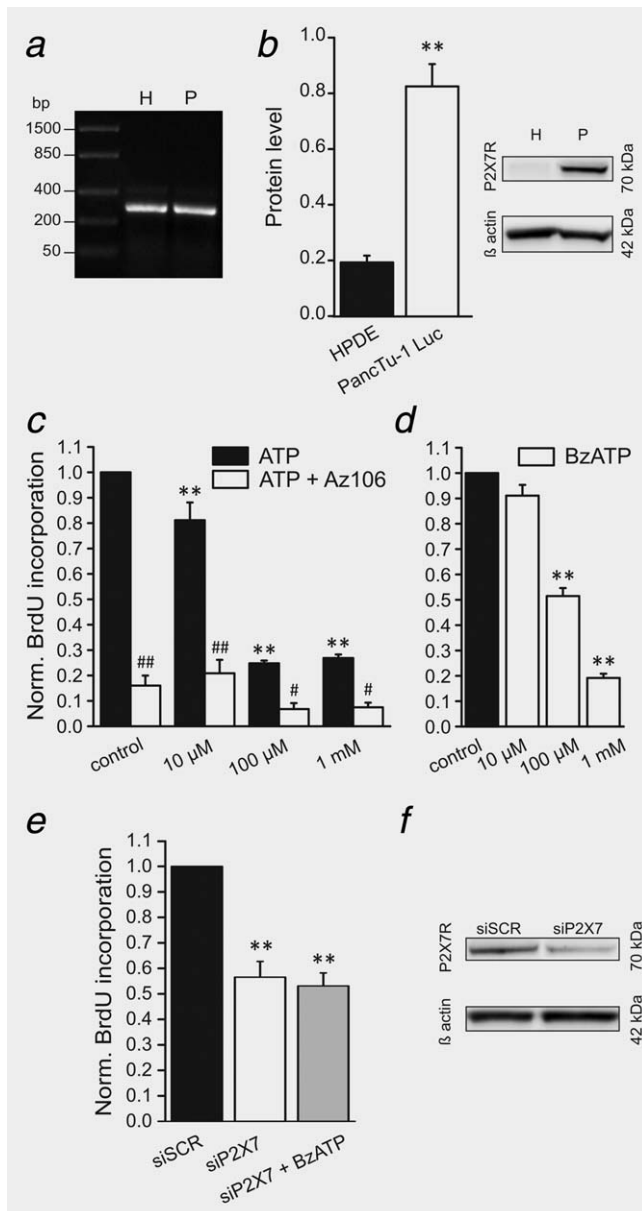 a
bp
H P
1500
850
400
200
50
b
Protein level
1.0
0.8
0.6
0.4
0.2
0.0
**
HPDE
PancTu-1 Luc
H P
P2X7R
70 kDa
ß actin
42 kDa
c
Norm. BrdU incorporation
1.1
1.0
0.9
0.8
0.7
0.6
0.5
0.4
0.3
0.2
0.1
0.0
ATP
ATP + Az106
** ** **
## ## # #
control 10 µM 100 µM 1 mM
d
1.1
1.0
0.9
0.8
0.7
0.6
0.5
0.4
0.3
0.2
0.1
0.0
BzATP
** **
control 10 µM 100 µM 1 mM
e
Norm. BrdU incorporation
1.1
1.0
0.9
0.8
0.7
0.6
0.5
0.4
0.3
0.2
0.1
0.0
** **
siSCR siP2X7 siP2X7 + BzATP
f
siSCR siP2X7
P2X7R
70 kDa
ß actin
42 kDa